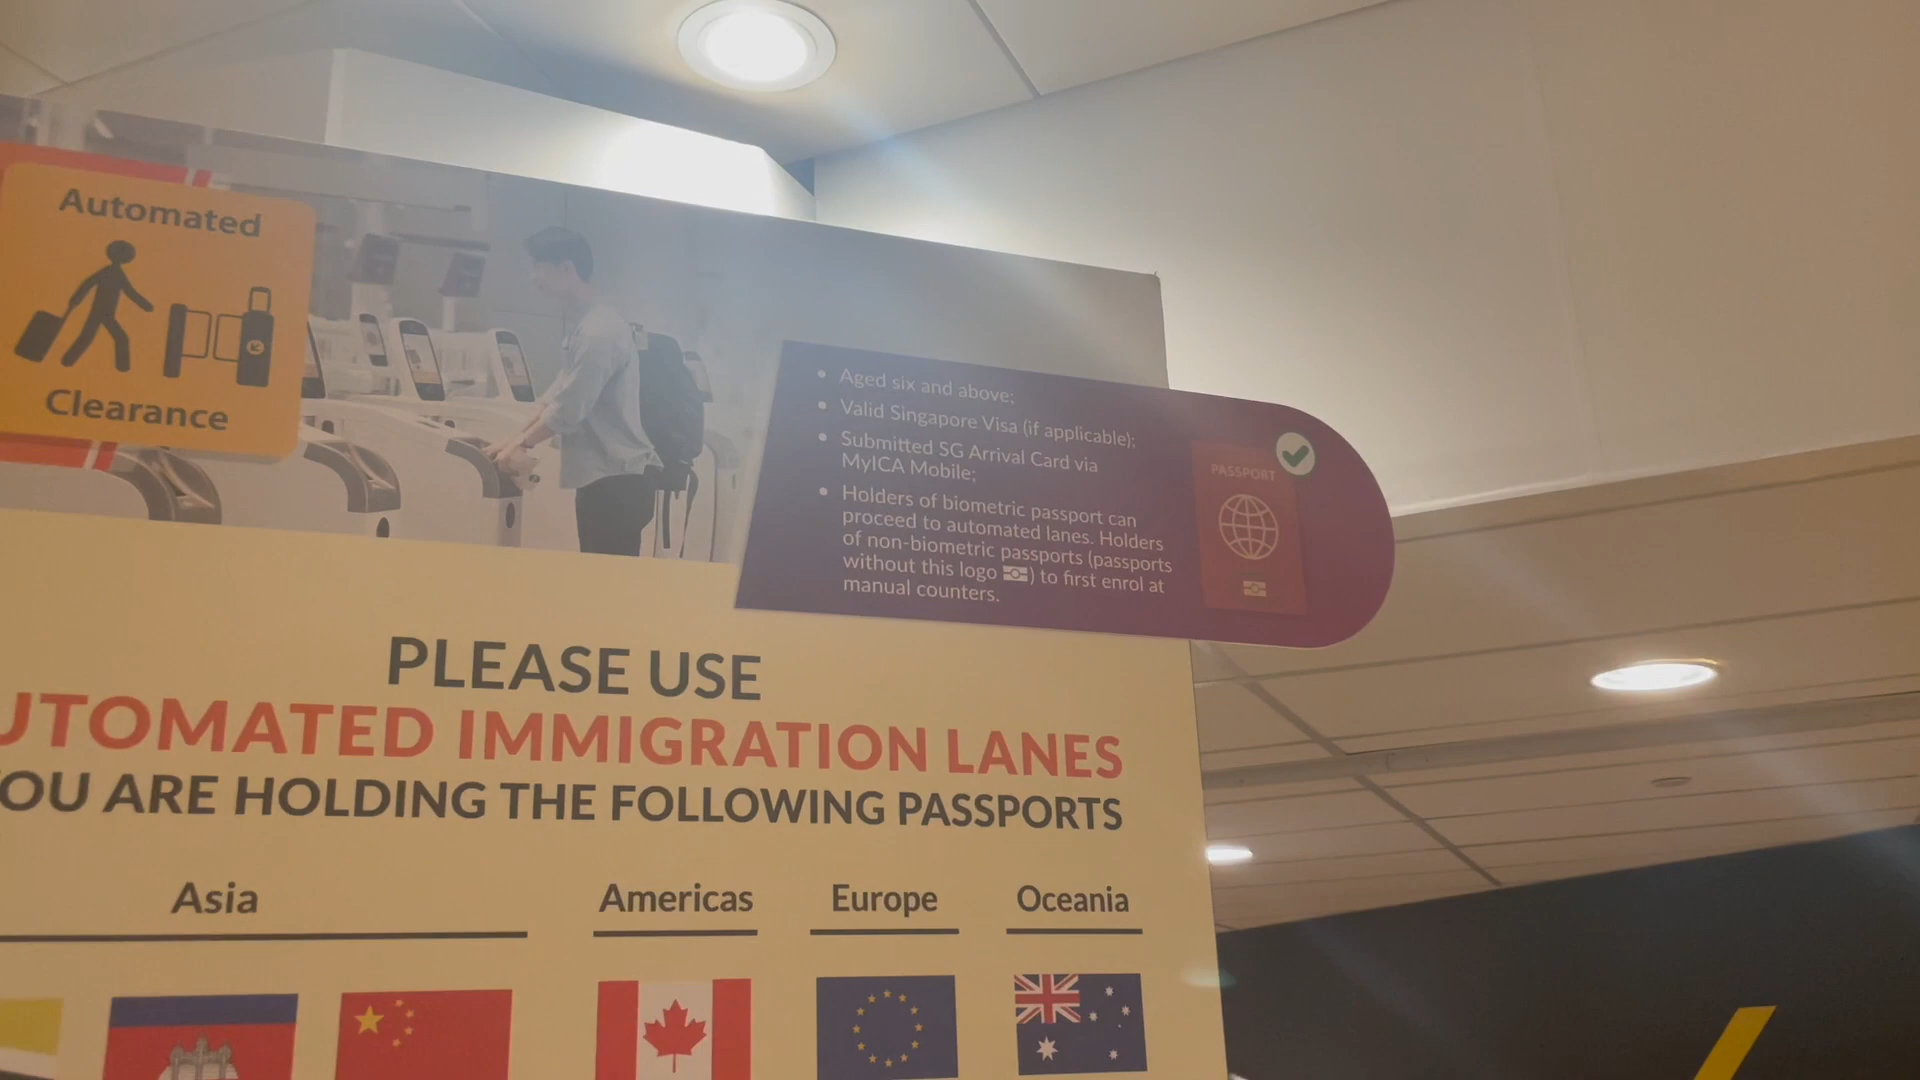 Automated
Clearance
Aged six and above;
Valid Singapore Visa (if applicable);
Submitted SG Arrival Card via
MyICA Mobile;
Holders of biometric passport can
proceed to automated lanes. Holders
of non-biometric passports (passports
without this logo ) to first enrol at
manual counters.
PASSPORT
PLEASE USE
UTOMATED IMMIGRATION LANES
OU ARE HOLDING THE FOLLOWING PASSPORTS
Asia
Americas
Europe
Oceania